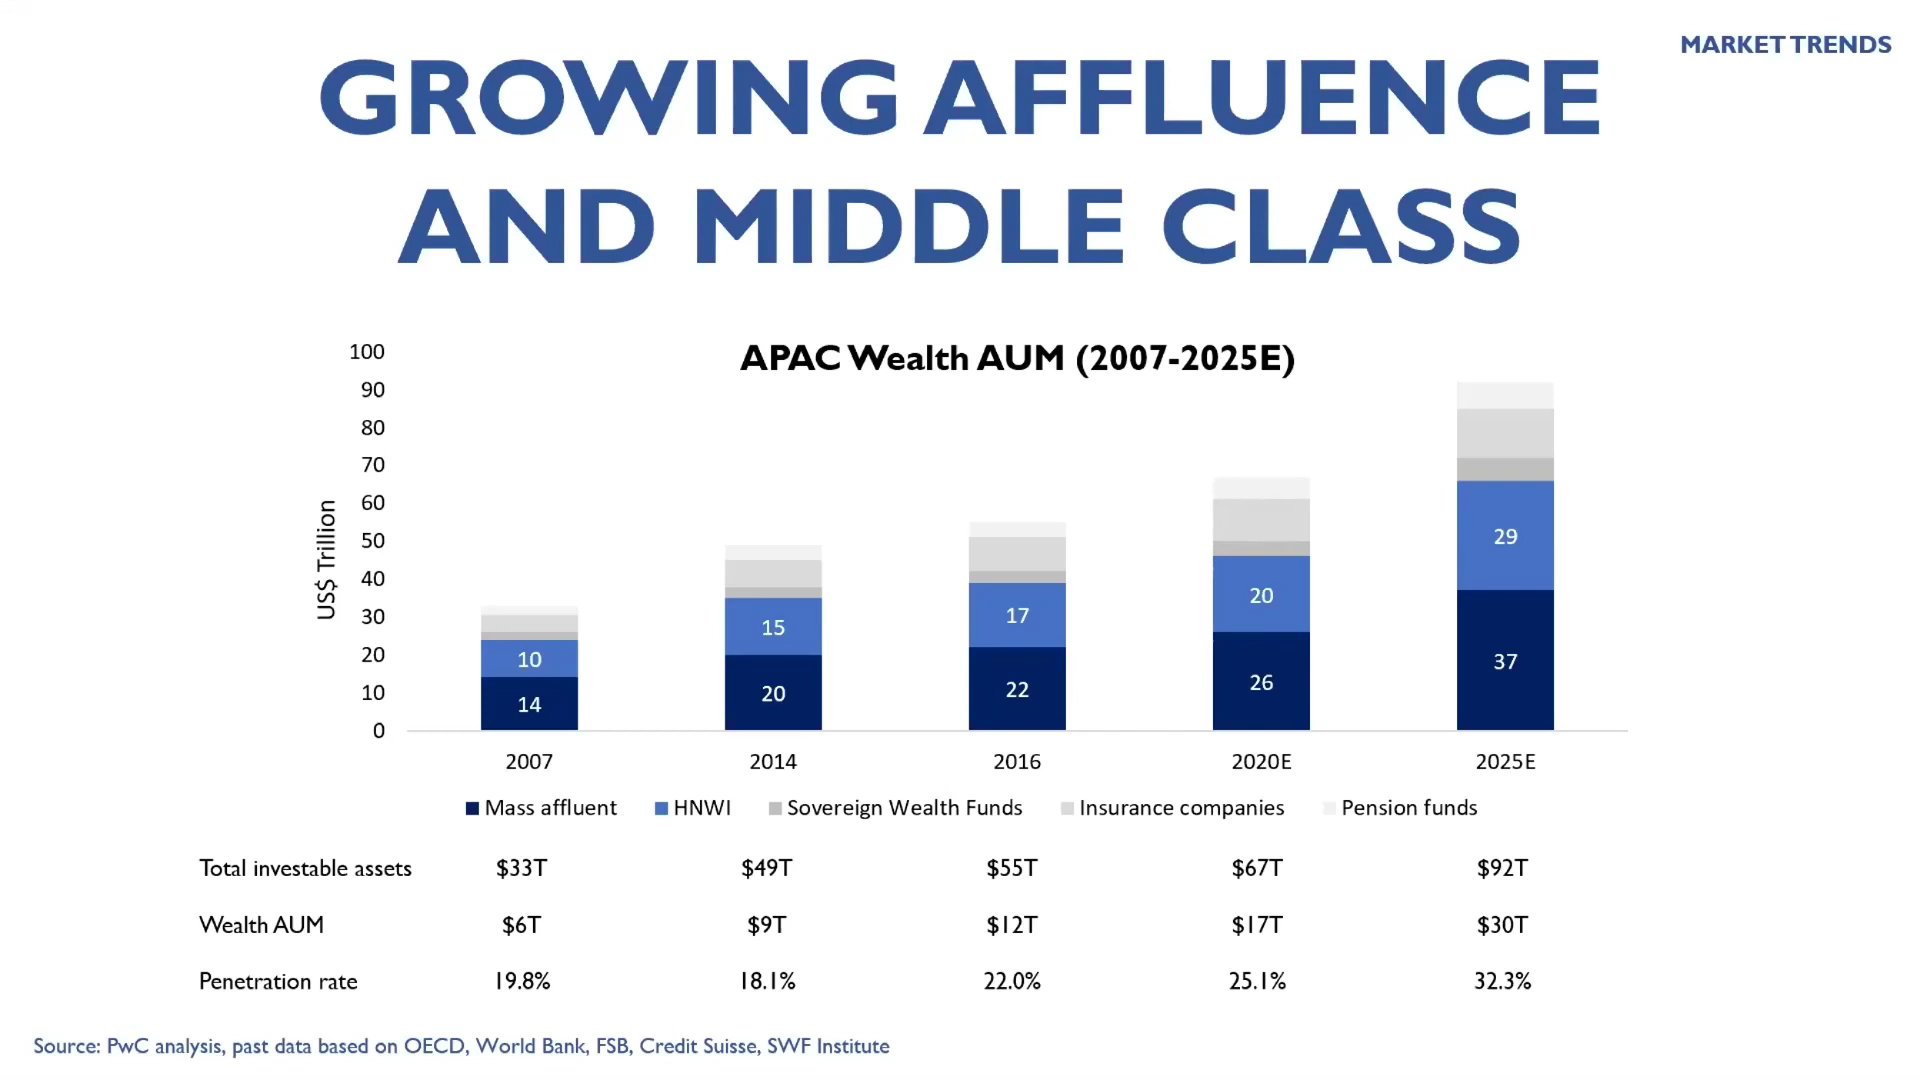 MARKET TRENDS
GROWING AFFLUENCE
AND MIDDLE CLASS
APAC Wealth AUM (2007-2025E)
US$ Trillion
100
90
80
70
60
50
40
30
20
10
0
10
14
15
20
17
22
20
26
29
37
2007 2014 2016 2020E 2025E
Mass affluent HNWI Sovereign Wealth Funds Insurance companies Pension funds
Total investable assets $33T $49T $55T $67T $92T
Wealth AUM $6T $9T $12T $17T $30T
Penetration rate 19.8% 18.1% 22.0% 25.1% 32.3%
Source: PwC analysis, past data based on OECD, World Bank, FSB, Credit Suisse, SWF Institute